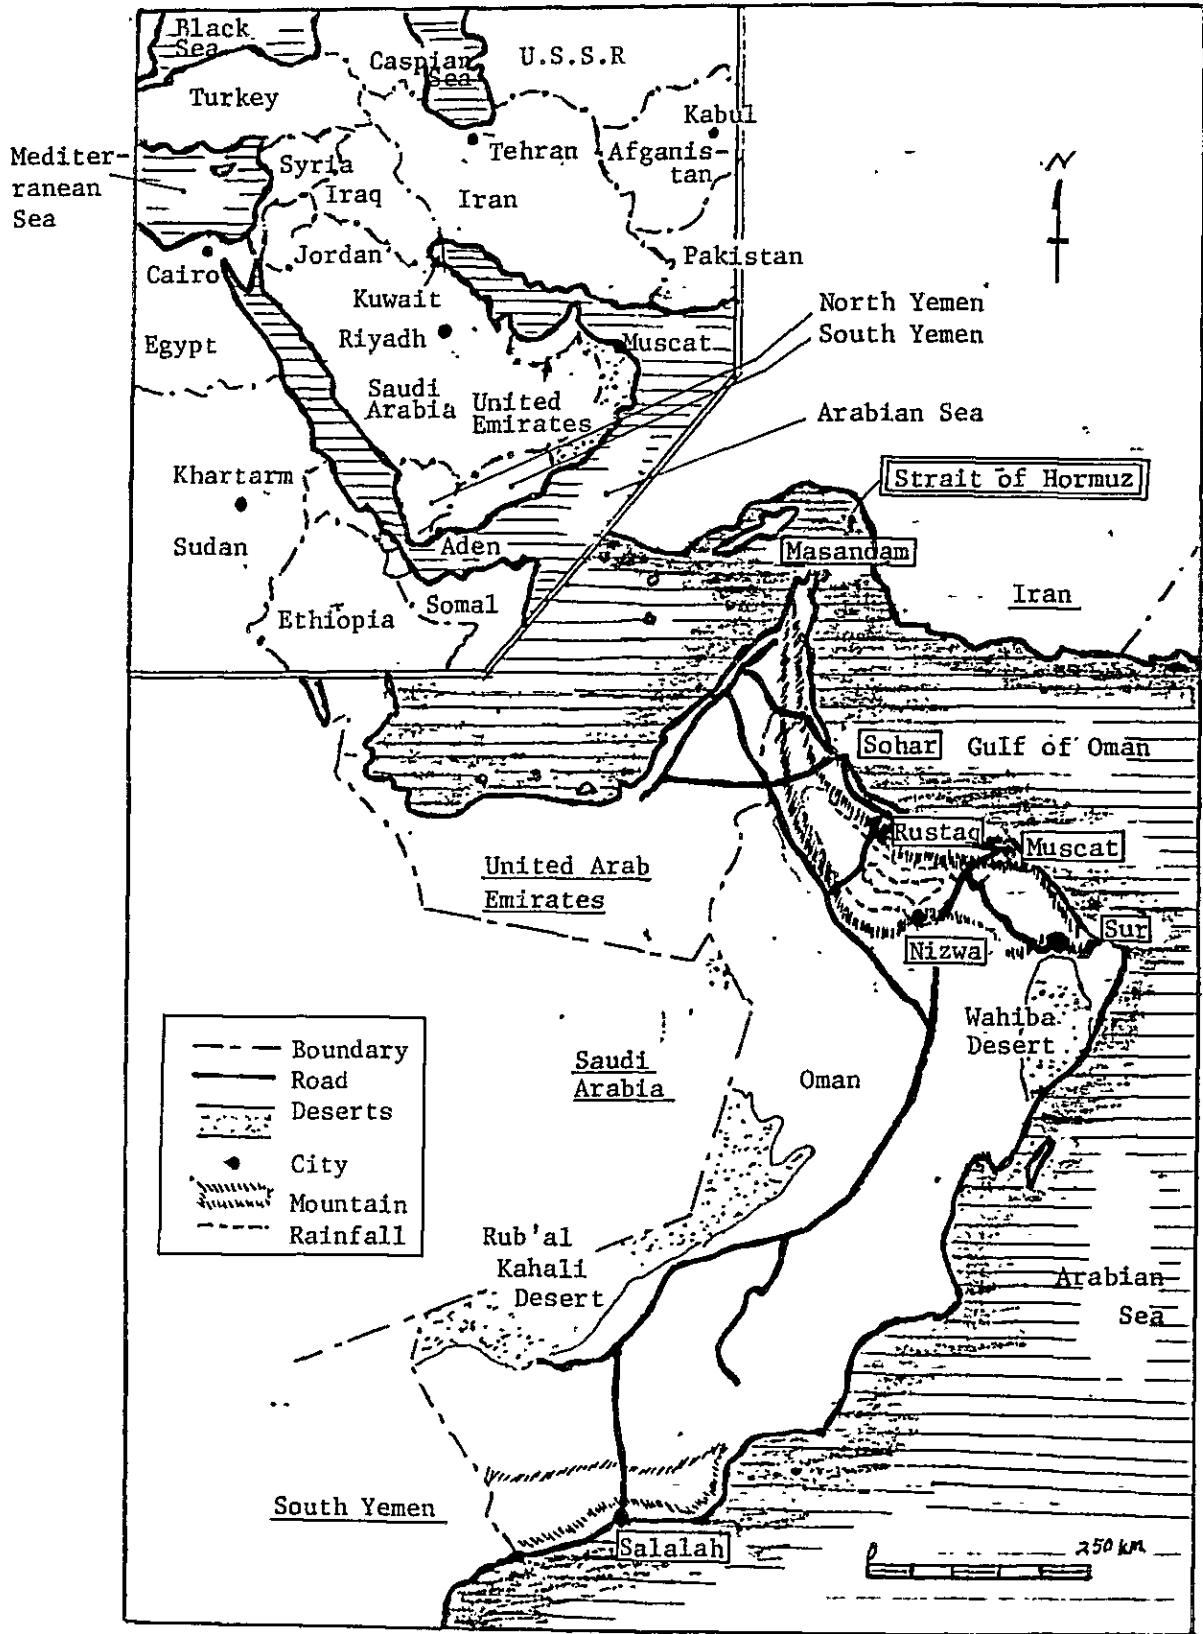 Black
Sea
Caspian
Sea
U.S.S.R
Turkey
Kabul
Tehran
Afganis-
tan
Mediter-
ranean
Sea
Syria
Iraq
Iran
N
Cairo
Jordan
Pakistan
Kuwait
North Yemen
Egypt
Riyadh
Muscat
South Yemen
Saudi
Arabia
United
Emirates
Arabian Sea
Khartarm
Strait of Hormuz
Sudan
Aden
Masandam
Ethiopia
Somal
Iran
Sohar
Gulf of Oman
Rustaq
Muscat
United Arab
Emirates
Sur
Nizwa
Wahiba
Desert
Boundary
Road
Deserts
City
Mountain
Rainfall
Saudi
Arabia
Oman
Rub'al
Kahali
Desert
Arabian
Sea
South Yemen
Salalah
0 250 km